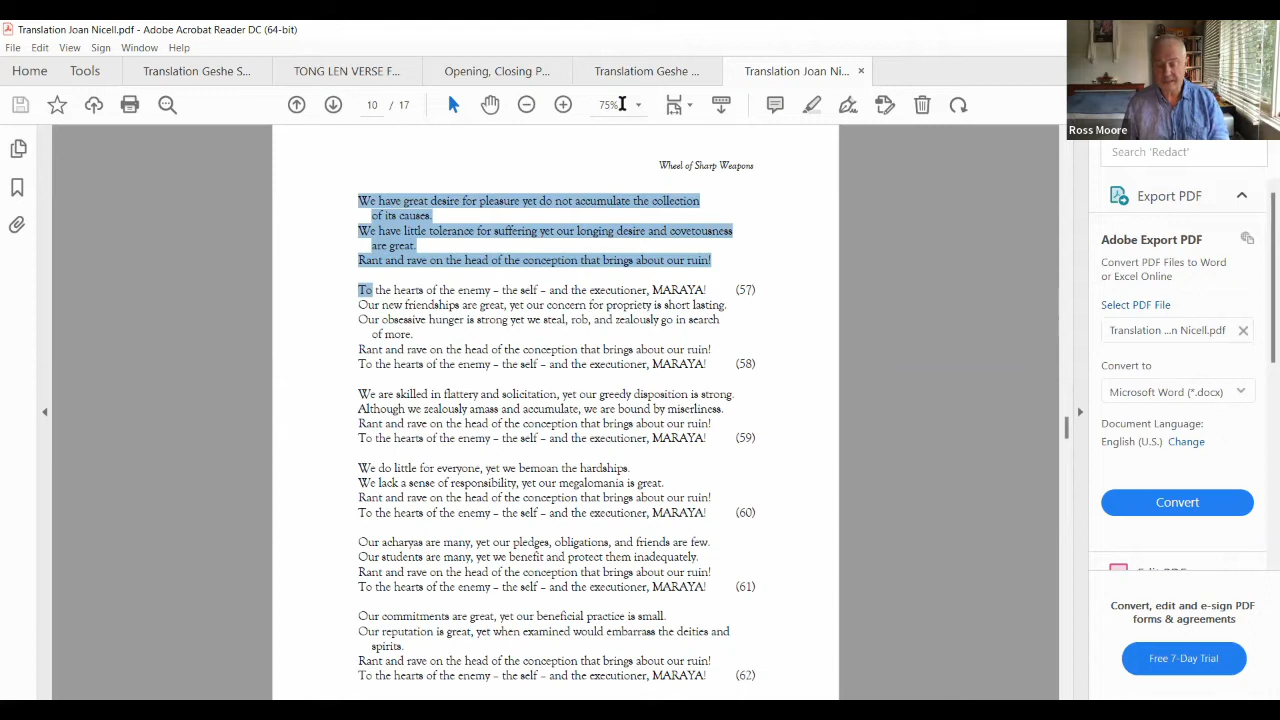 Translation Joan Nicell.pdf - Adobe Acrobat Reader DC (64-bit)
File Edit View Sign Window Help
Home Tools Translation Geshe S... TONG LEN VERSE F... Opening, Closing P... Translatiom Geshe ... Translation Joan Ni... ×
10 / 17 75%
Ross Moore
Wheel of Sharp Weapons
We have great desire for pleasure yet do not accumulate the collection
of its causes.
We have little tolerance for suffering yet our longing desire and covetousness
are great.
Rant and rave on the head of the conception that brings about our ruin!
To the hearts of the enemy – the self – and the executioner, MARAYA! (57)
Our new friendships are great, yet our concern for propriety is short lasting.
Our obsessive hunger is strong yet we steal, rob, and zealously go in search
of more.
Rant and rave on the head of the conception that brings about our ruin!
To the hearts of the enemy – the self – and the executioner, MARAYA! (58)
We are skilled in flattery and solicitation, yet our greedy disposition is strong.
Although we zealously amass and accumulate, we are bound by miserliness.
Rant and rave on the head of the conception that brings about our ruin!
To the hearts of the enemy – the self – and the executioner, MARAYA! (59)
We do little for everyone, yet we bemoan the hardships.
We lack a sense of responsibility, yet our megalomania is great.
Rant and rave on the head of the conception that brings about our ruin!
To the hearts of the enemy – the self – and the executioner, MARAYA! (60)
Our acharyas are many, yet our pledges, obligations, and friends are few.
Our students are many, yet we benefit and protect them inadequately.
Rant and rave on the head of the conception that brings about our ruin!
To the hearts of the enemy – the self – and the executioner, MARAYA! (61)
Our commitments are great, yet our beneficial practice is small.
Our reputation is great, yet when examined would embarrass the deities and
spirits.
Rant and rave on the head of the conception that brings about our ruin!
To the hearts of the enemy – the self – and the executioner, MARAYA! (62)
Search 'Redact'
Export PDF
Adobe Export PDF
Convert PDF Files to Word
or Excel Online
Select PDF File
Translation ...n Nicell.pdf
Convert to
Microsoft Word (*.docx)
Document Language:
English (U.S.) Change
Convert
Edit PDF
Convert, edit and e-sign PDF
forms & agreements
Free 7-Day Trial